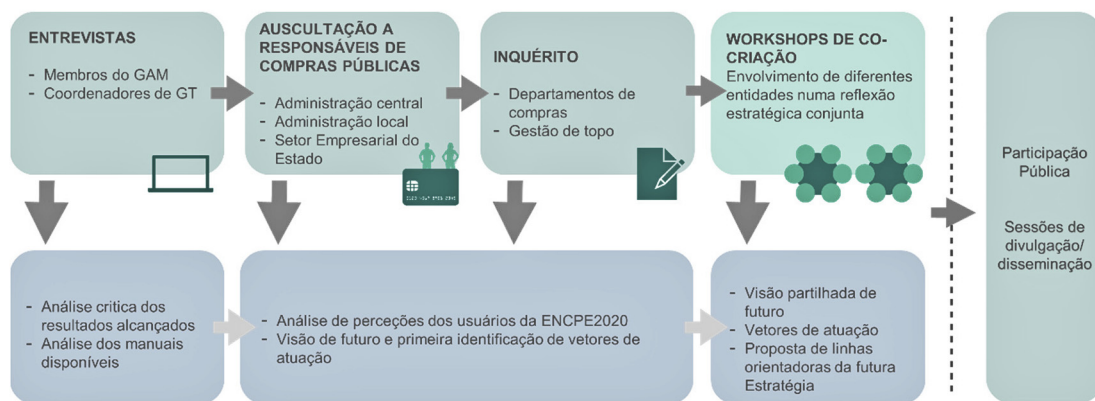 ENTREVISTAS
- Membros do GAM
- Coordenadores de GT
AUSCULTAÇÃO A
RESPONSÁVEIS DE
COMPRAS PÚBLICAS
- Administração central
- Administração local
- Setor Empresarial do
Estado
INQUÉRITO
- Departamentos de
compras
- Gestão de topo
WORKSHOPS DE CO-
CRIAÇÃO
Envolvimento de diferentes
entidades numa reflexão
estratégica conjunta
Participação
Pública
Sessões de
divulgação/
disseminação
- Análise critica dos
resultados alcançados
- Análise dos manuais
disponíveis
- Análise de perceções dos usuários da ENCPE2020
- Visão de futuro e primeira identificação de vetores de
atuação
- Visão partilhada de
futuro
- Vetores de atuação
- Proposta de linhas
orientadoras da futura
Estratégia